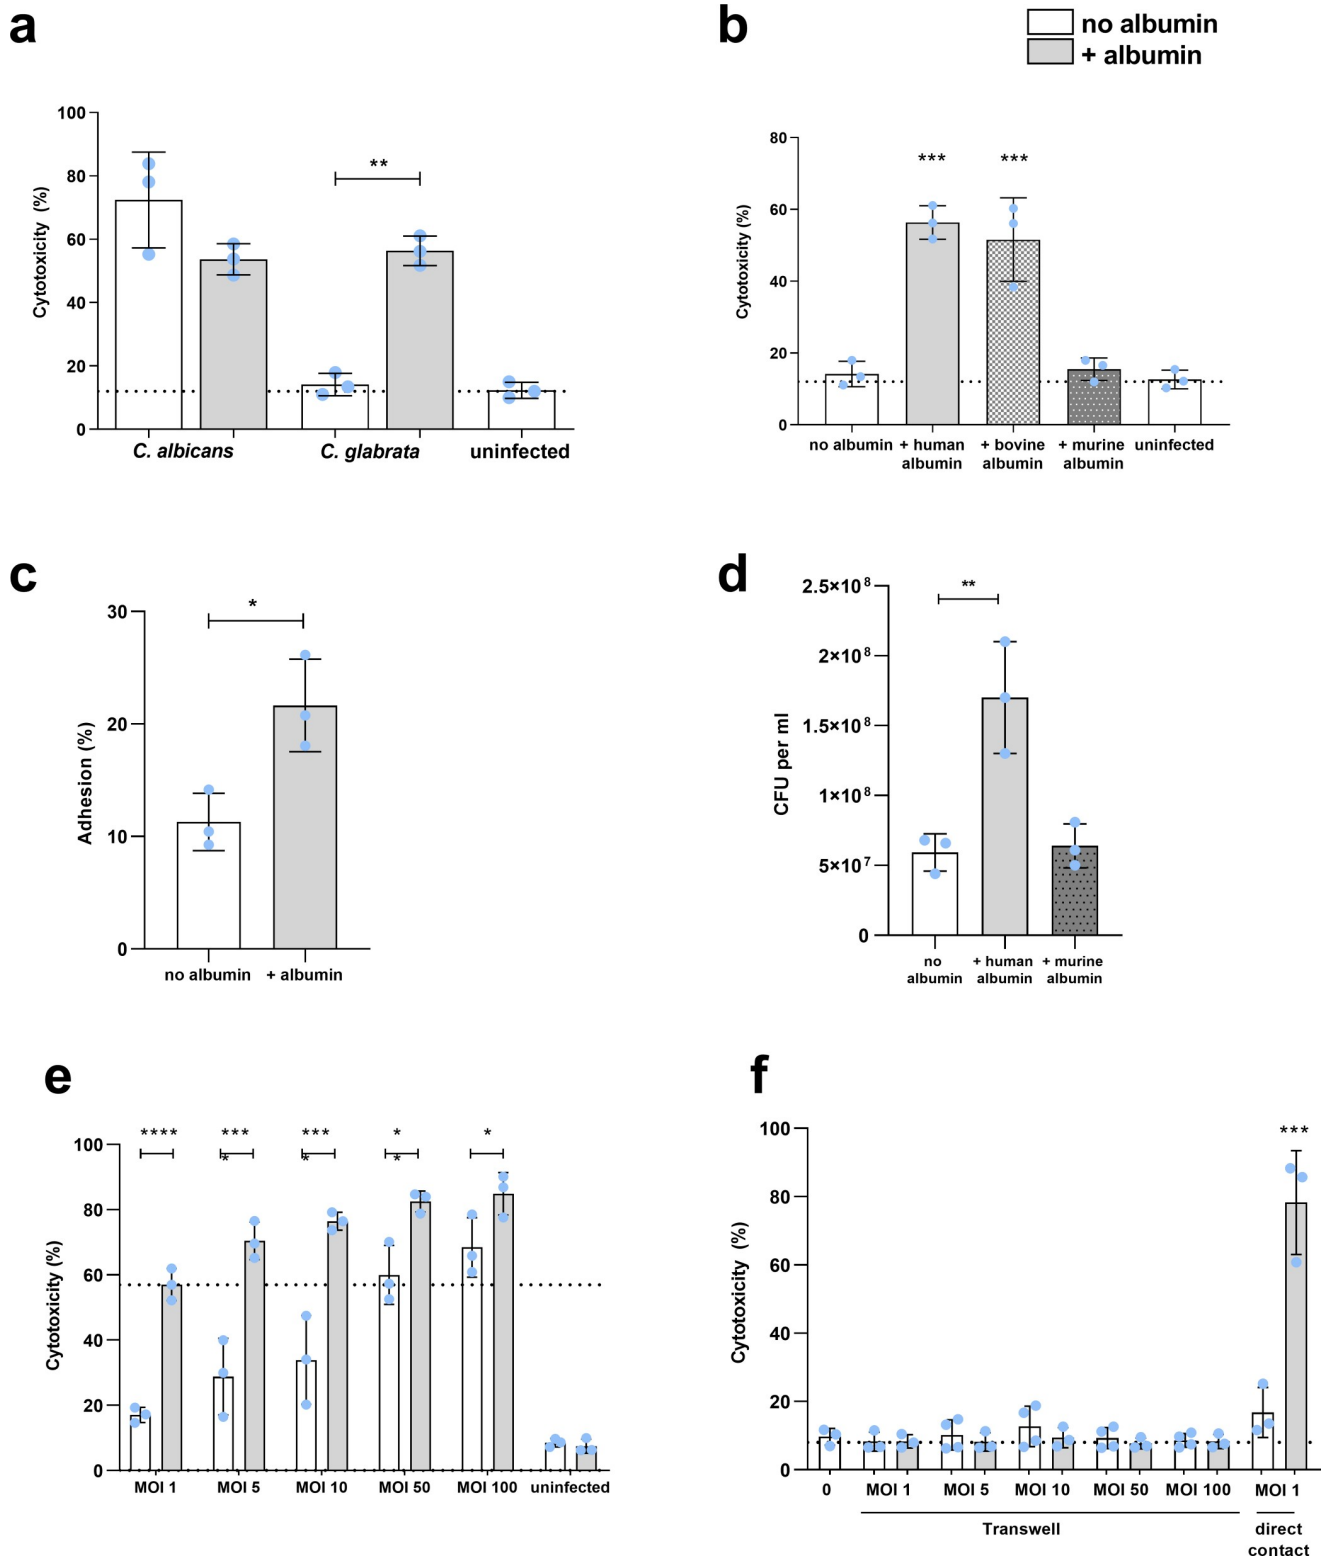 a
b
no albumin
+ albumin
100
80
60
40
20
0
Cytotoxicity (%)
**
C. albicans
C. glabrata
uninfected
80
60
40
20
0
Cytotoxicity (%)
***
***
no albumin
+ human albumin
+ bovine albumin
+ murine albumin
uninfected
c
d
30
20
10
0
Adhesion (%)
*
no albumin
+ albumin
2.5×10⁸
2×10⁸
1.5×10⁸
1×10⁸
5×10⁷
0
CFU per ml
**
no albumin
+ human albumin
+ murine albumin
e
f
100
80
60
40
20
0
Cytotoxicity (%)
****
***
*
***
*
*
*
*
MOI 1
MOI 5
MOI 10
MOI 50
MOI 100
uninfected
100
80
60
40
20
0
Cytotoxicity (%)
***
0
MOI 1
MOI 5
MOI 10
MOI 50
MOI 100
MOI 1
Transwell
direct
contact